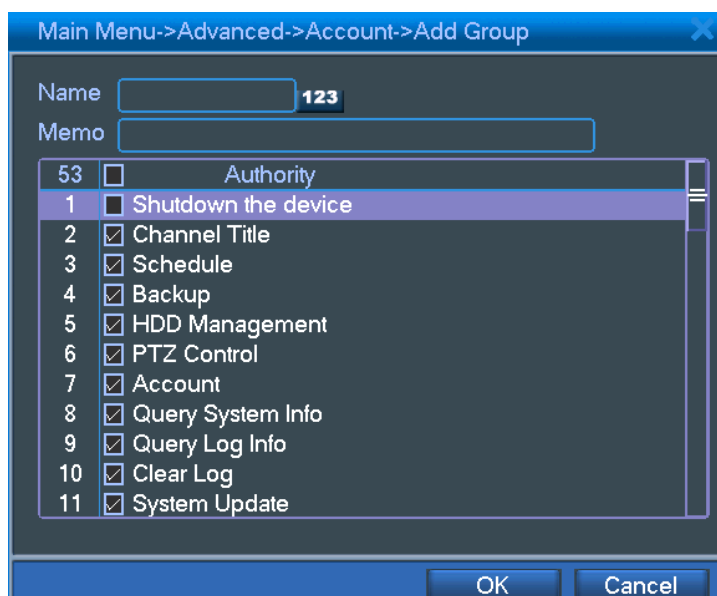 Main Menu->Advanced->Account->Add Group
Name 123
Memo
53 Authority
1 Shutdown the device
2 Channel Title
3 Schedule
4 Backup
5 HDD Management
6 PTZ Control
7 Account
8 Query System Info
9 Query Log Info
10 Clear Log
11 System Update
OK Cancel